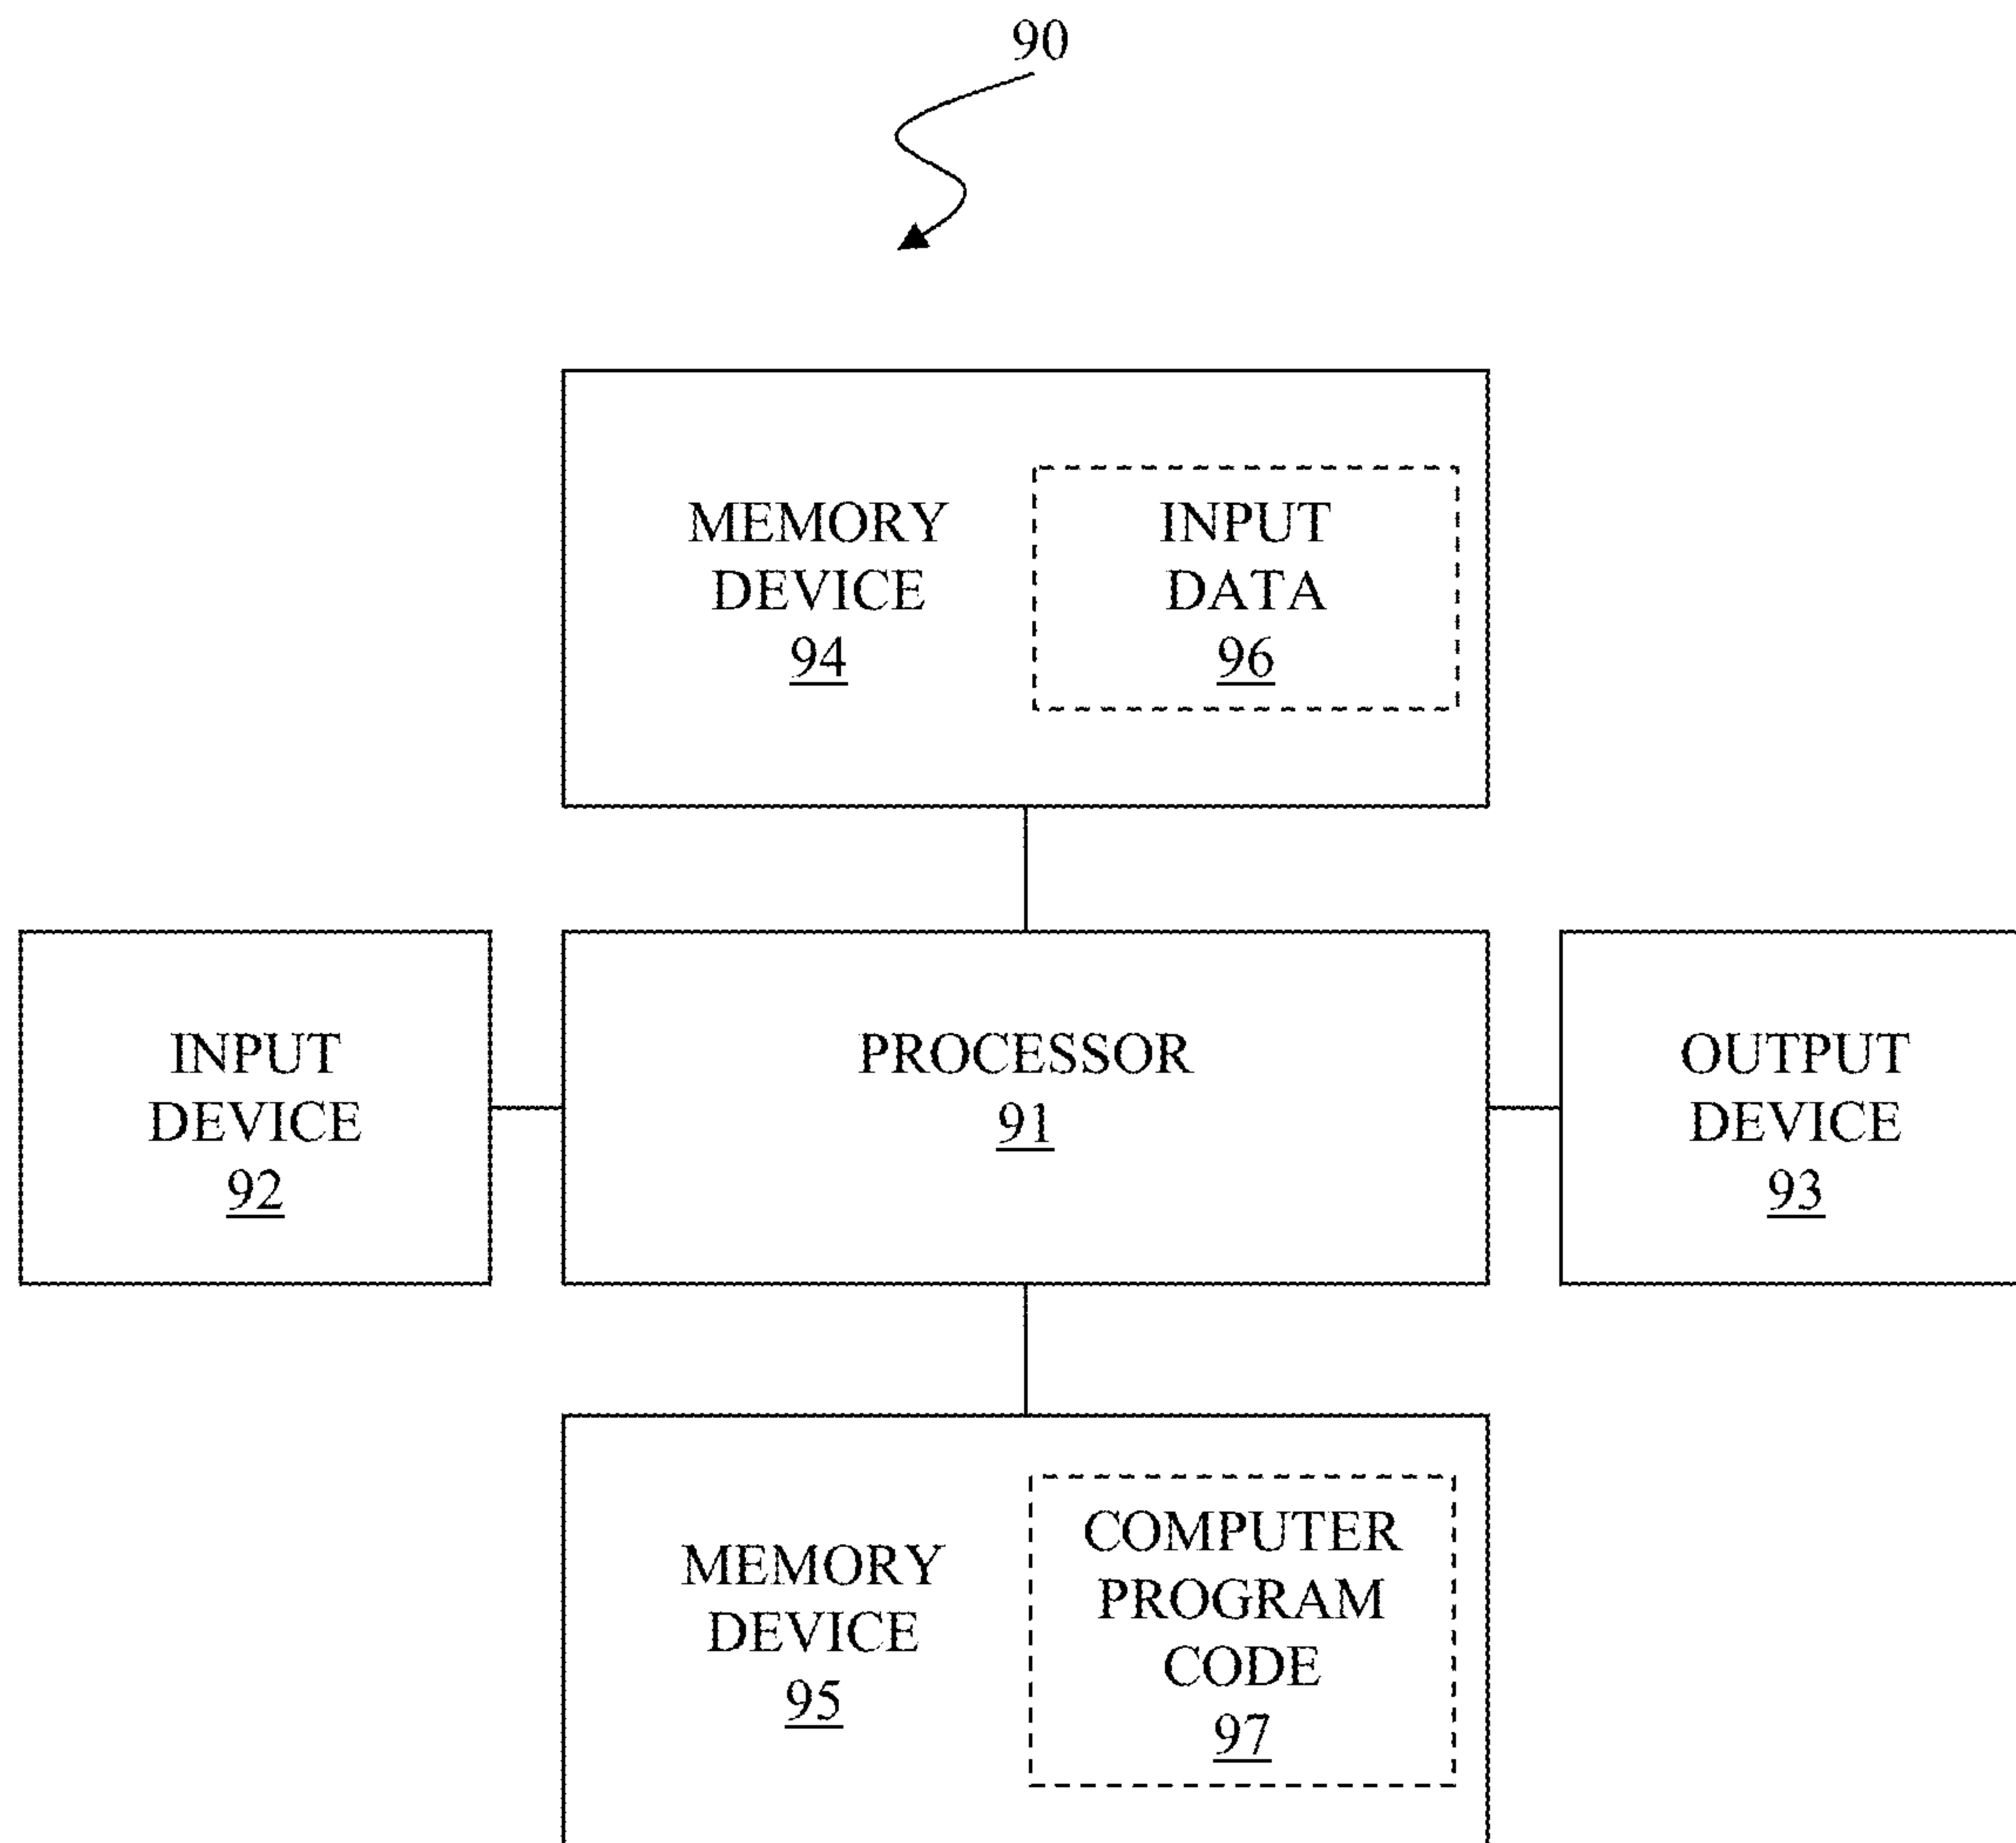 90
MEMORY
DEVICE
94
INPUT
DATA
96
INPUT
DEVICE
92
PROCESSOR
91
OUTPUT
DEVICE
93
MEMORY
DEVICE
95
COMPUTER
PROGRAM
CODE
97